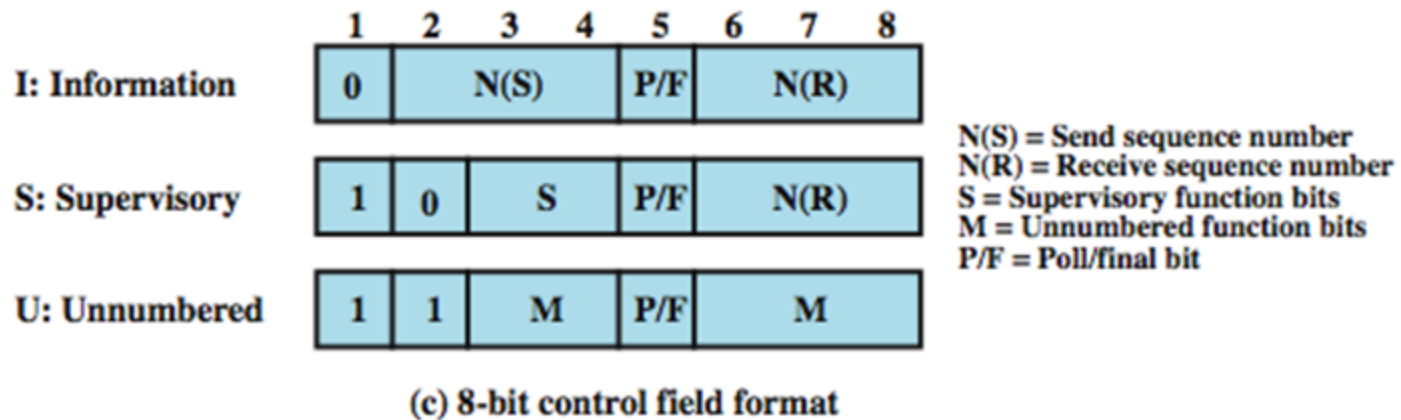 1 2 3 4 5 6 7 8
I: Information 0 N(S) P/F N(R)
N(S) = Send sequence number
N(R) = Receive sequence number
S: Supervisory 1 0 S P/F N(R)
S = Supervisory function bits
M = Unnumbered function bits
P/F = Poll/final bit
U: Unnumbered 1 1 M P/F M
(c) 8-bit control field format